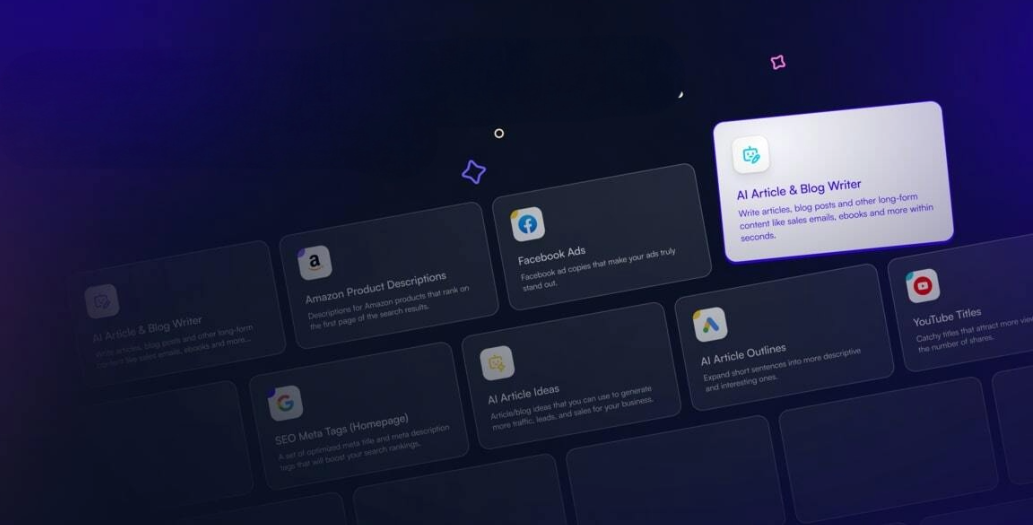 AI Article & Blog Writer
Write articles, blog posts and other long-form
content like sales emails, ebooks and more within
seconds.
Facebook Ads
Facebook ad copies that make your ads truly
stand out.
a
Amazon Product Descriptions
Descriptions for Amazon products that rank on
the first page of the search results.
AI Article & Blog Writer
Write articles, blog posts and other long-form
content like sales emails, ebooks and more...
YouTube Titles
Catchy titles that attract more
the number of shares.
AI Article Outlines
Expand short sentences into more descriptive
and interesting ones.
AI Article Ideas
Article/blog ideas that you can use to generate
more traffic, leads, and sales for your business.
G
SEO Meta Tags (Homepage)
A set of optimized meta title and meta description
tags that will boost your search rankings.